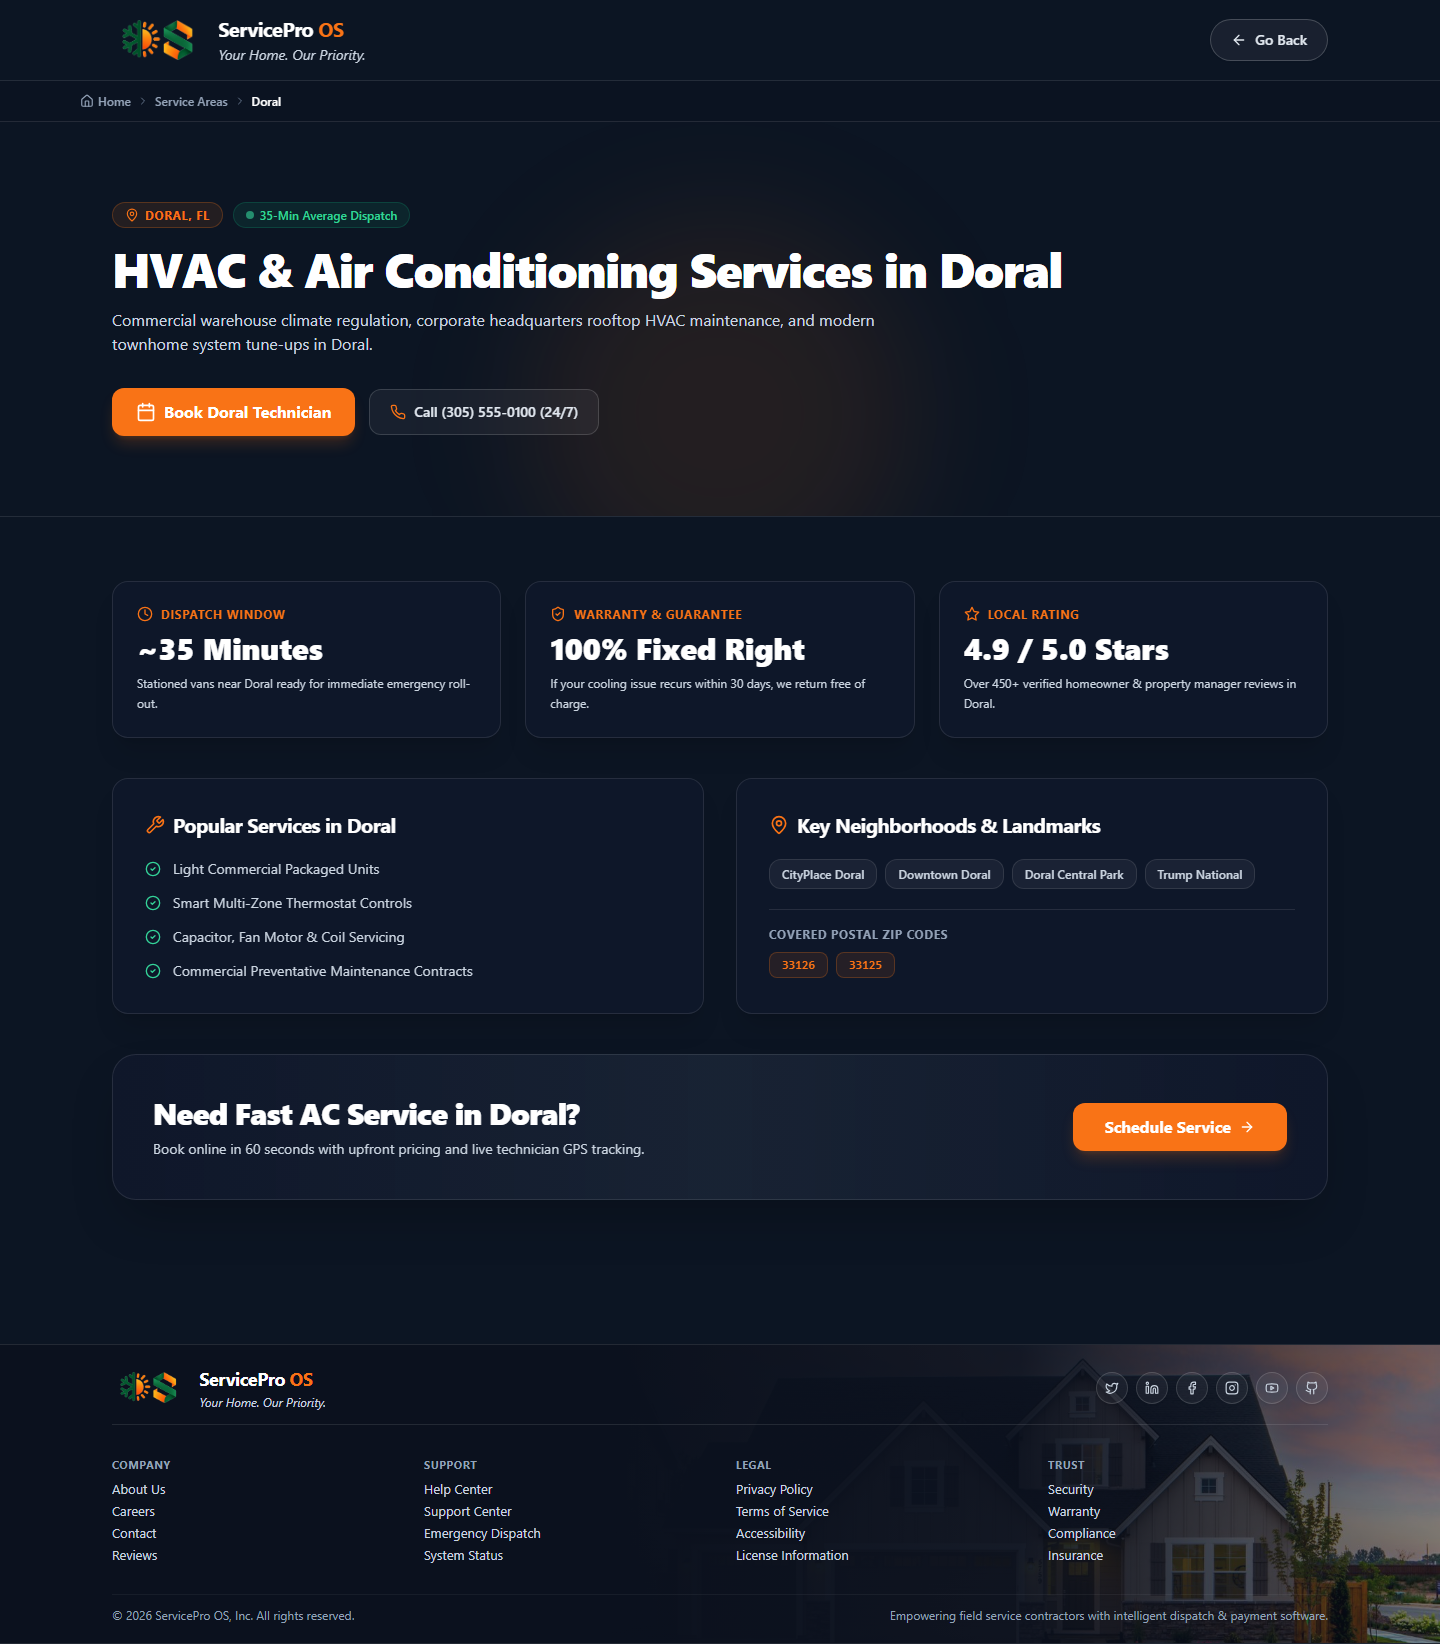 ServicePro OS
Your Home. Our Priority.
Go Back
Home
Service Areas
Doral
DORAL, FL
35-Min Average Dispatch
HVAC & Air Conditioning Services in Doral
Commercial warehouse climate regulation, corporate headquarters rooftop HVAC maintenance, and modern
townhome system tune-ups in Doral.
Book Doral Technician
Call (305) 555-0100 (24/7)
DISPATCH WINDOW
~35 Minutes
Stationed vans near Doral ready for immediate emergency roll-
out.
WARRANTY & GUARANTEE
100% Fixed Right
If your cooling issue recurs within 30 days, we return free of
charge.
LOCAL RATING
4.9 / 5.0 Stars
Over 450+ verified homeowner & property manager reviews in
Doral.
Popular Services in Doral
Light Commercial Packaged Units
Smart Multi-Zone Thermostat Controls
Capacitor, Fan Motor & Coil Servicing
Commercial Preventative Maintenance Contracts
Key Neighborhoods & Landmarks
CityPlace Doral
Downtown Doral
Doral Central Park
Trump National
COVERED POSTAL ZIP CODES
33126
33125
Need Fast AC Service in Doral?
Book online in 60 seconds with upfront pricing and live technician GPS tracking.
Schedule Service
ServicePro OS
Your Home. Our Priority.
COMPANY
About Us
Careers
Contact
Reviews
SUPPORT
Help Center
Support Center
Emergency Dispatch
System Status
LEGAL
Privacy Policy
Terms of Service
Accessibility
License Information
TRUST
Security
Warranty
Compliance
Insurance
© 2026 ServicePro OS, Inc. All rights reserved.
Empowering field service contractors with intelligent dispatch & payment software.